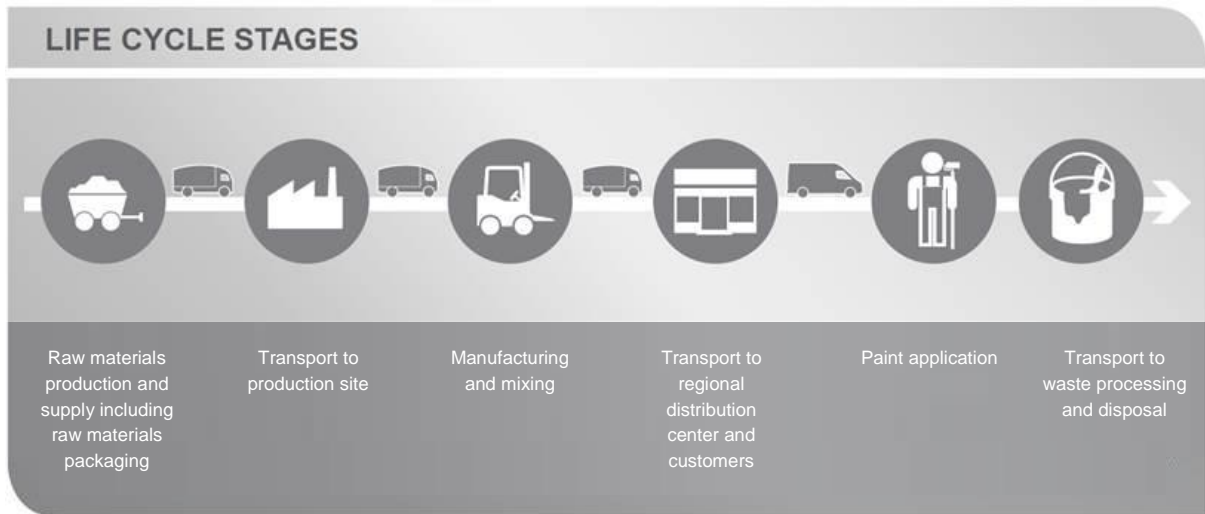 LIFE CYCLE STAGES
Raw materials
production and
supply including
raw materials
packaging
Transport to
production site
Manufacturing
and mixing
Transport to
regional
distribution
center and
customers
Paint application
Transport to
waste processing
and disposal